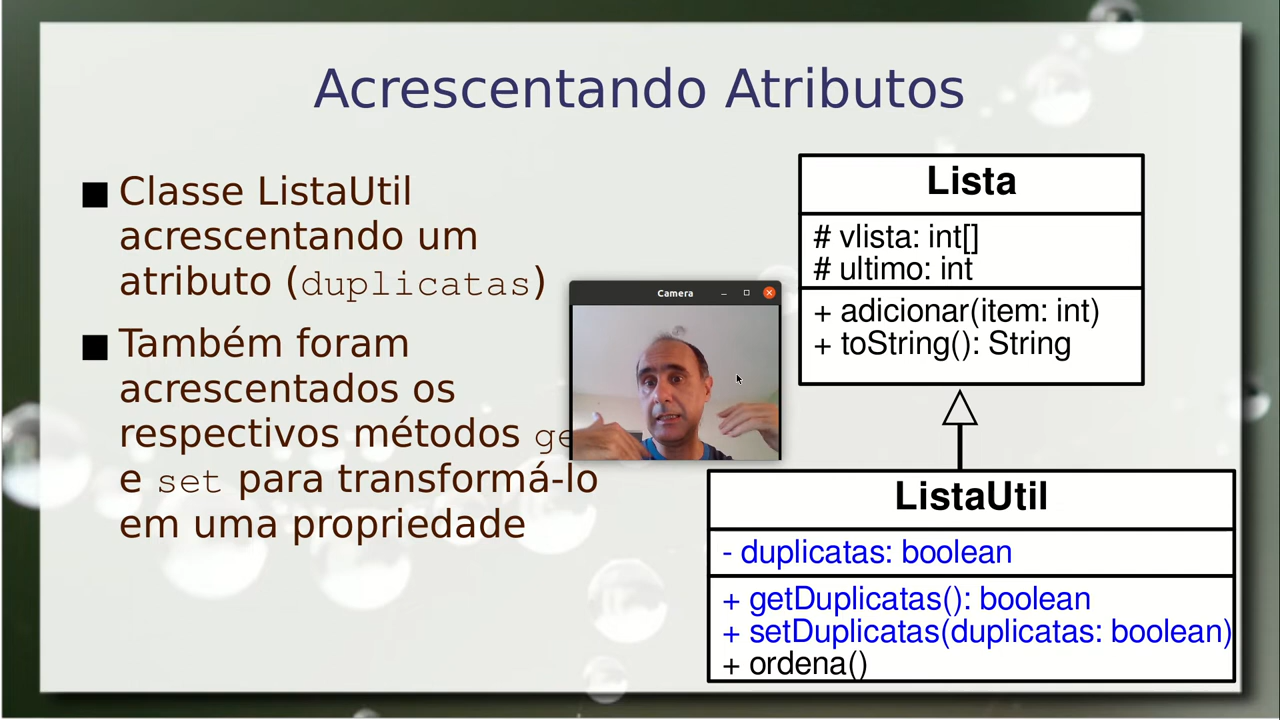 Acrescentando Atributos
Classe ListaUtil
acrescentando um
atributo (duplicatas)
Também foram
acrescentados os
respectivos métodos
e set para transformá-lo
em uma propriedade
Camera
Lista
# vlista: int[]
# ultimo: int
+ adicionar(item: int)
+ toString(): String
ListaUtil
- duplicatas: boolean
+ getDuplicatas(): boolean
+ setDuplicatas(duplicatas: boolean)
+ ordena()